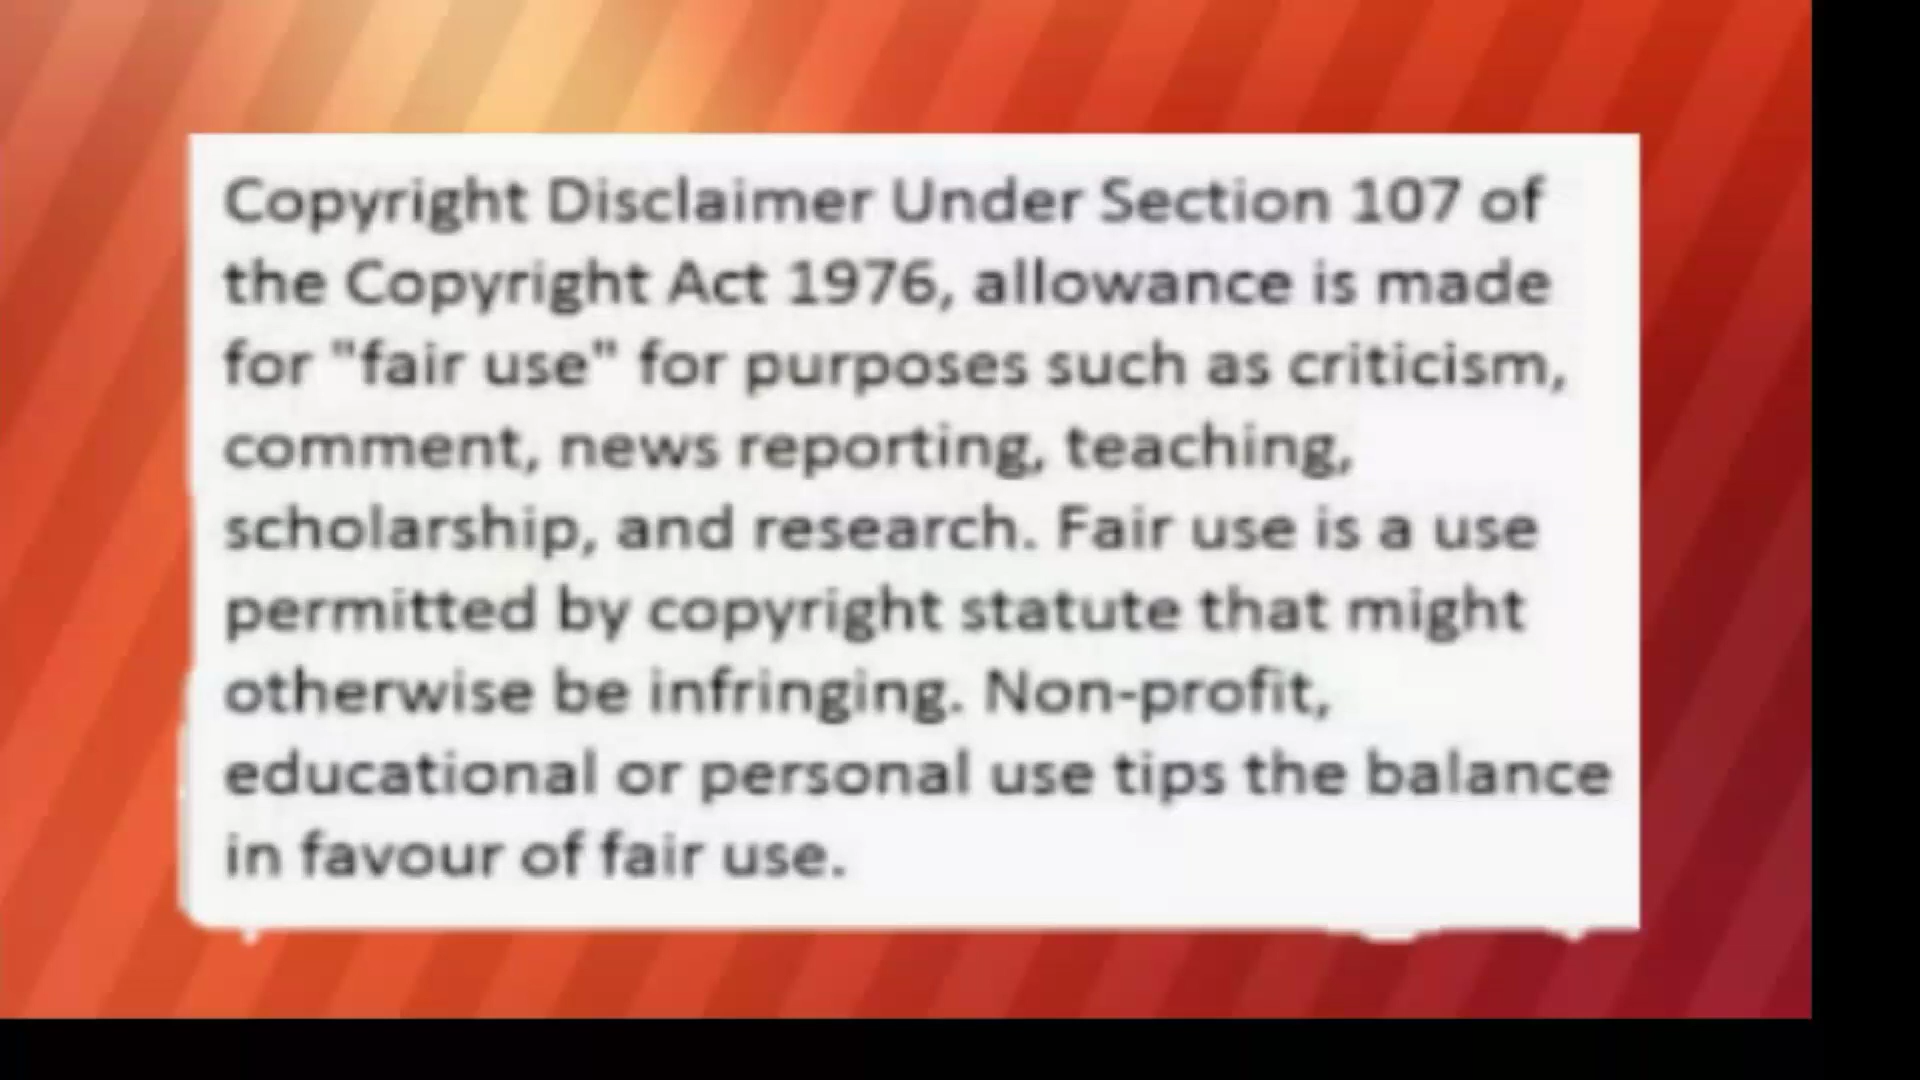 Copyright Disclaimer Under Section 107 of
the Copyright Act 1976, allowance is made
for "fair use" for purposes such as criticism,
comment, news reporting, teaching,
scholarship, and research. Fair use is a use
permitted by copyright statute that might
otherwise be infringing. Non-profit,
educational or personal use tips the balance
in favour of fair use.